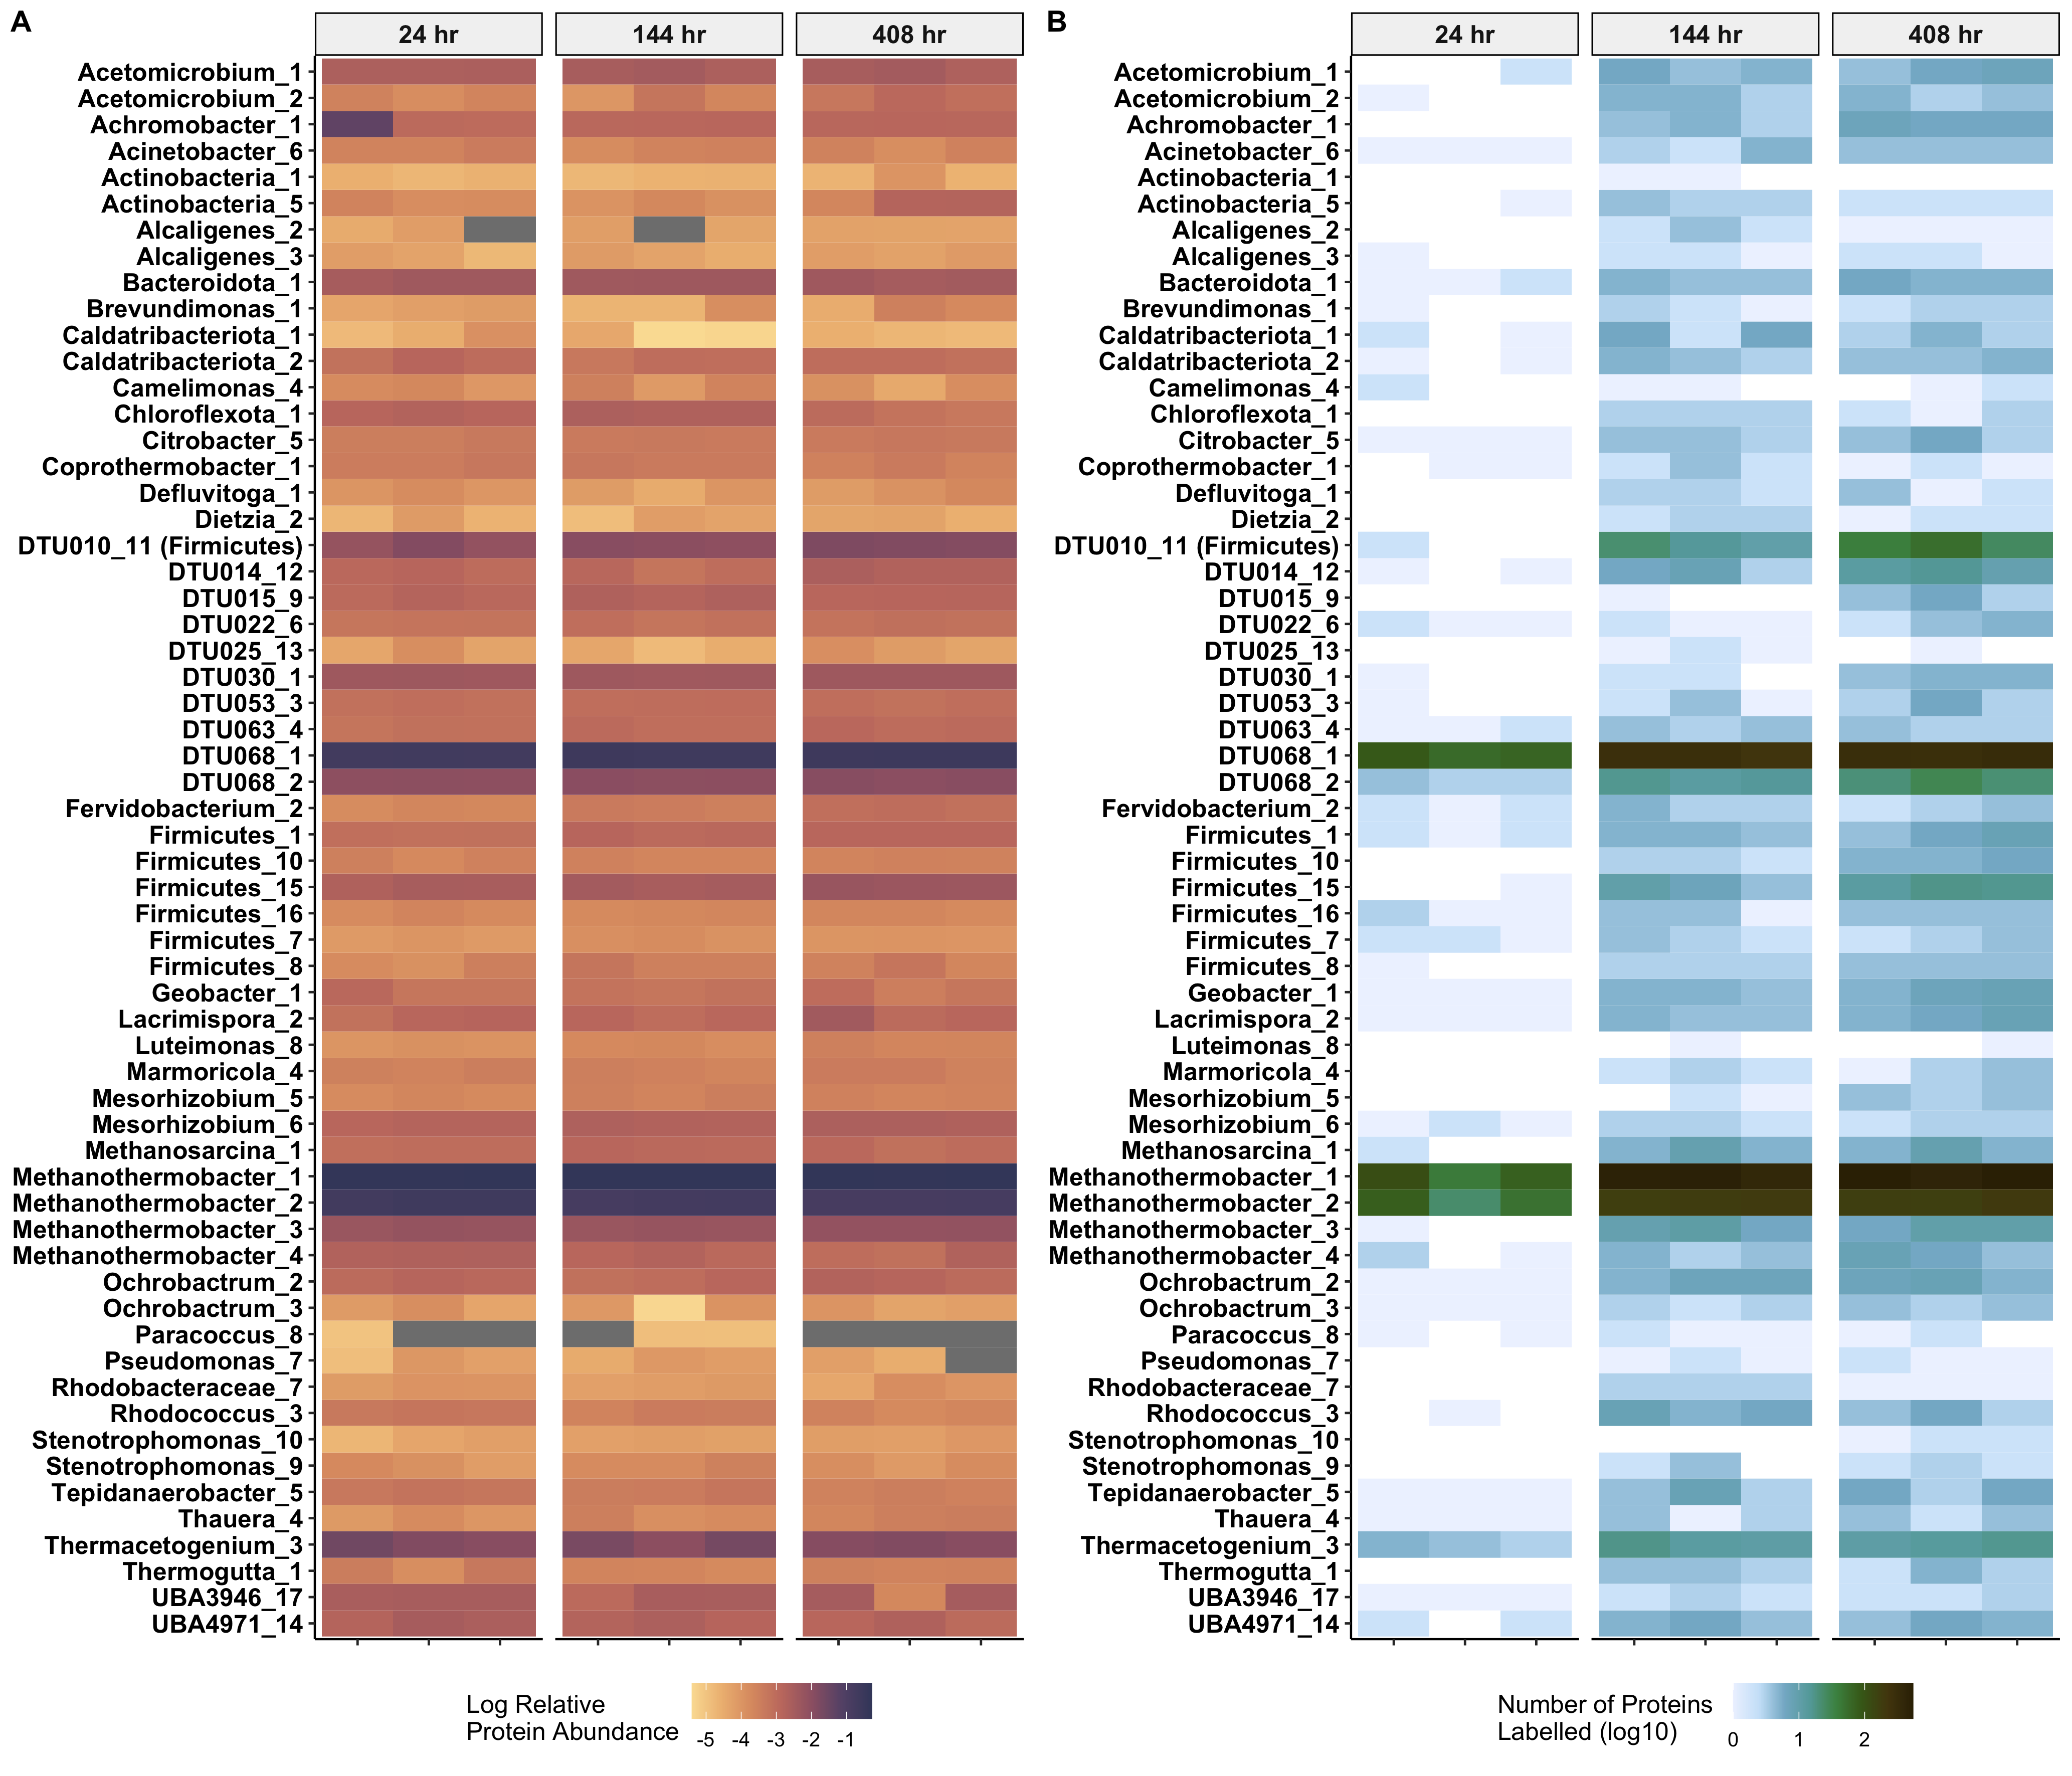 A
24 hr
144 hr
408 hr
Acetomicrobium_1
Acetomicrobium_2
Achromobacter_1
Acinetobacter_6
Actinobacteria_1
Actinobacteria_5
Alcaligenes_2
Alcaligenes_3
Bacteroidota_1
Brevundimonas_1
Caldatribacteriota_1
Caldatribacteriota_2
Camelimonas_4
Chloroflexota_1
Citrobacter_5
Coprothermobacter_1
Defluvitoga_1
Dietzia_2
DTU010_11 (Firmicutes)
DTU014_12
DTU015_9
DTU022_6
DTU025_13
DTU030_1
DTU053_3
DTU063_4
DTU068_1
DTU068_2
Fervidobacterium_2
Firmicutes_1
Firmicutes_10
Firmicutes_15
Firmicutes_16
Firmicutes_7
Firmicutes_8
Geobacter_1
Lacrimispora_2
Luteimonas_8
Marmoricola_4
Mesorhizobium_5
Mesorhizobium_6
Methanosarcina_1
Methanothermobacter_1
Methanothermobacter_2
Methanothermobacter_3
Methanothermobacter_4
Ochrobactrum_2
Ochrobactrum_3
Paracoccus_8
Pseudomonas_7
Rhodobacteraceae_7
Rhodococcus_3
Stenotrophomonas_10
Stenotrophomonas_9
Tepidanaerobacter_5
Thauera_4
Thermacetogenium_3
Thermogutta_1
UBA3946_17
UBA4971_14
Log Relative
Protein Abundance
-5 -4 -3 -2 -1
B
24 hr
144 hr
408 hr
Acetomicrobium_1
Acetomicrobium_2
Achromobacter_1
Acinetobacter_6
Actinobacteria_1
Actinobacteria_5
Alcaligenes_2
Alcaligenes_3
Bacteroidota_1
Brevundimonas_1
Caldatribacteriota_1
Caldatribacteriota_2
Camelimonas_4
Chloroflexota_1
Citrobacter_5
Coprothermobacter_1
Defluvitoga_1
Dietzia_2
DTU010_11 (Firmicutes)
DTU014_12
DTU015_9
DTU022_6
DTU025_13
DTU030_1
DTU053_3
DTU063_4
DTU068_1
DTU068_2
Fervidobacterium_2
Firmicutes_1
Firmicutes_10
Firmicutes_15
Firmicutes_16
Firmicutes_7
Firmicutes_8
Geobacter_1
Lacrimispora_2
Luteimonas_8
Marmoricola_4
Mesorhizobium_5
Mesorhizobium_6
Methanosarcina_1
Methanothermobacter_1
Methanothermobacter_2
Methanothermobacter_3
Methanothermobacter_4
Ochrobactrum_2
Ochrobactrum_3
Paracoccus_8
Pseudomonas_7
Rhodobacteraceae_7
Rhodococcus_3
Stenotrophomonas_10
Stenotrophomonas_9
Tepidanaerobacter_5
Thauera_4
Thermacetogenium_3
Thermogutta_1
UBA3946_17
UBA4971_14
Number of Proteins
Labelled (log10)
0 1 2